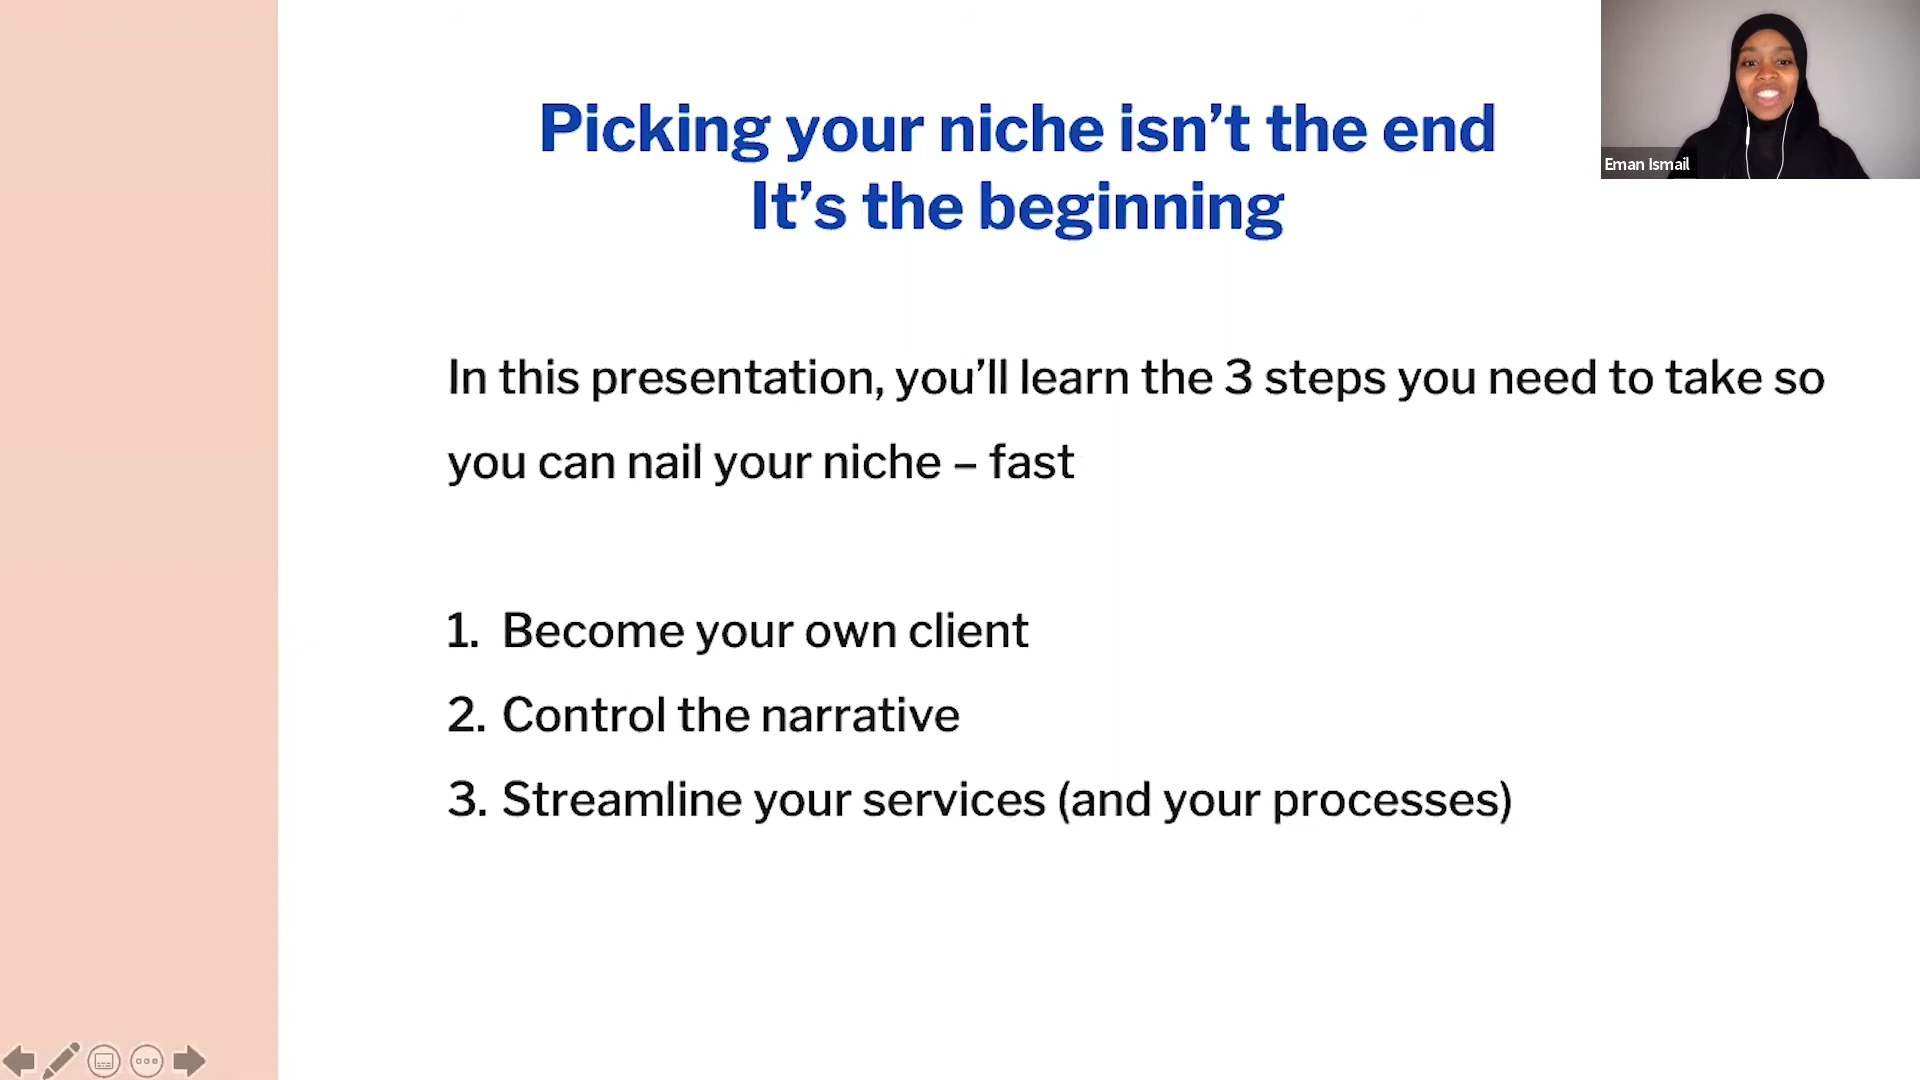 Picking your niche isn’t the end
It’s the beginning
Eman Ismail
In this presentation, you’ll learn the 3 steps you need to take so
you can nail your niche – fast
1. Become your own client
2. Control the narrative
3. Streamline your services (and your processes)